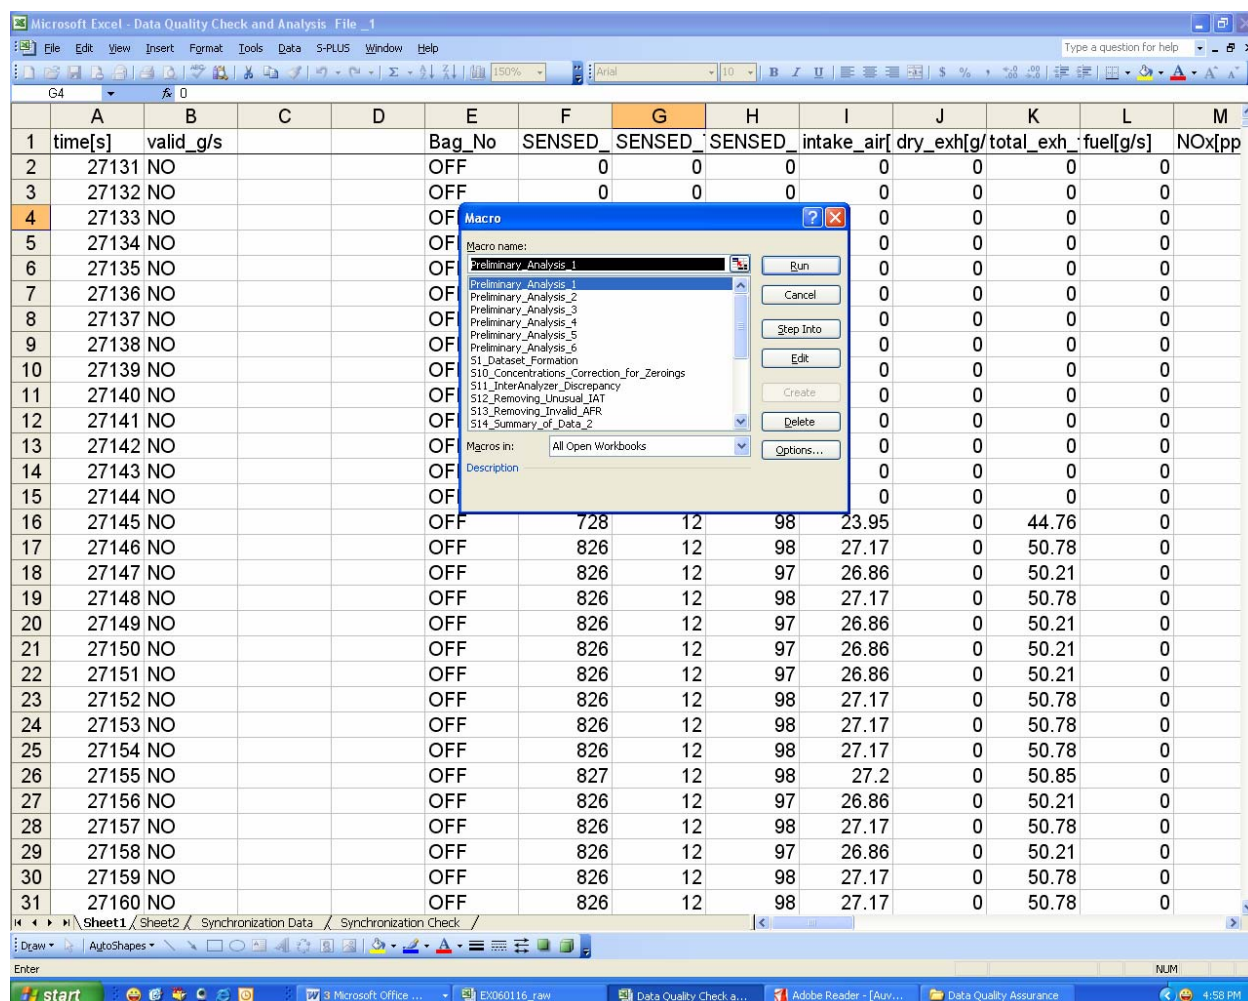 Microsoft Excel - Data Quality Check and Analysis File _1
File Edit View Insert Format Tools Data S-PLUS Window Help Type a question for help
150% Arial 10 B I U $ % ,
G4 fx 0
A B C D E F G H I J K L M
1 time[s] valid_g/s Bag_No SENSED_ SENSED_ SENSED_ intake_air[ dry_exh[g/ total_exh_ fuel[g/s] NOx[pp
2 27131 NO OFF 0 0 0 0 0 0 0
3 27132 NO OFF 0 0 0 0 0 0 0
4 27133 NO OF 0 0 0 0
5 27134 NO OF 0 0 0 0
6 27135 NO OF 0 0 0 0
7 27136 NO OF 0 0 0 0
8 27137 NO OF 0 0 0 0
9 27138 NO OF 0 0 0 0
10 27139 NO OF 0 0 0 0
11 27140 NO OF 0 0 0 0
12 27141 NO OF 0 0 0 0
13 27142 NO OF 0 0 0 0
14 27143 NO OF 0 0 0 0
15 27144 NO OF 0 0 0 0
Macro
Macro name:
Preliminary_Analysis_1
Preliminary_Analysis_1
Preliminary_Analysis_2
Preliminary_Analysis_3
Preliminary_Analysis_4
Preliminary_Analysis_5
Preliminary_Analysis_6
S1_Dataset_Formation
S10_Concentrations_Correction_for_Zeroings
S11_InterAnalyzer_Discrepancy
S12_Removing_Unusual_IAT
S13_Removing_Invalid_AFR
S14_Summary_of_Data_2
Run
Cancel
Step Into
Edit
Create
Delete
Options...
Macros in: All Open Workbooks
Description
16 27145 NO OFF 728 12 98 23.95 0 44.76 0
17 27146 NO OFF 826 12 98 27.17 0 50.78 0
18 27147 NO OFF 826 12 97 26.86 0 50.21 0
19 27148 NO OFF 826 12 98 27.17 0 50.78 0
20 27149 NO OFF 826 12 97 26.86 0 50.21 0
21 27150 NO OFF 826 12 97 26.86 0 50.21 0
22 27151 NO OFF 826 12 97 26.86 0 50.21 0
23 27152 NO OFF 826 12 98 27.17 0 50.78 0
24 27153 NO OFF 826 12 98 27.17 0 50.78 0
25 27154 NO OFF 826 12 98 27.17 0 50.78 0
26 27155 NO OFF 827 12 98 27.2 0 50.85 0
27 27156 NO OFF 826 12 97 26.86 0 50.21 0
28 27157 NO OFF 826 12 98 27.17 0 50.78 0
29 27158 NO OFF 826 12 97 26.86 0 50.21 0
30 27159 NO OFF 826 12 98 27.17 0 50.78 0
31 27160 NO OFF 826 12 98 27.17 0 50.78 0
Sheet1 Sheet2 Synchronization Data Synchronization Check
Draw AutoShapes
Enter NUM
start 3 Microsoft Office ... EX060116_raw Data Quality Check a... Adobe Reader - [Auv... Data Quality Assurance 4:58 PM